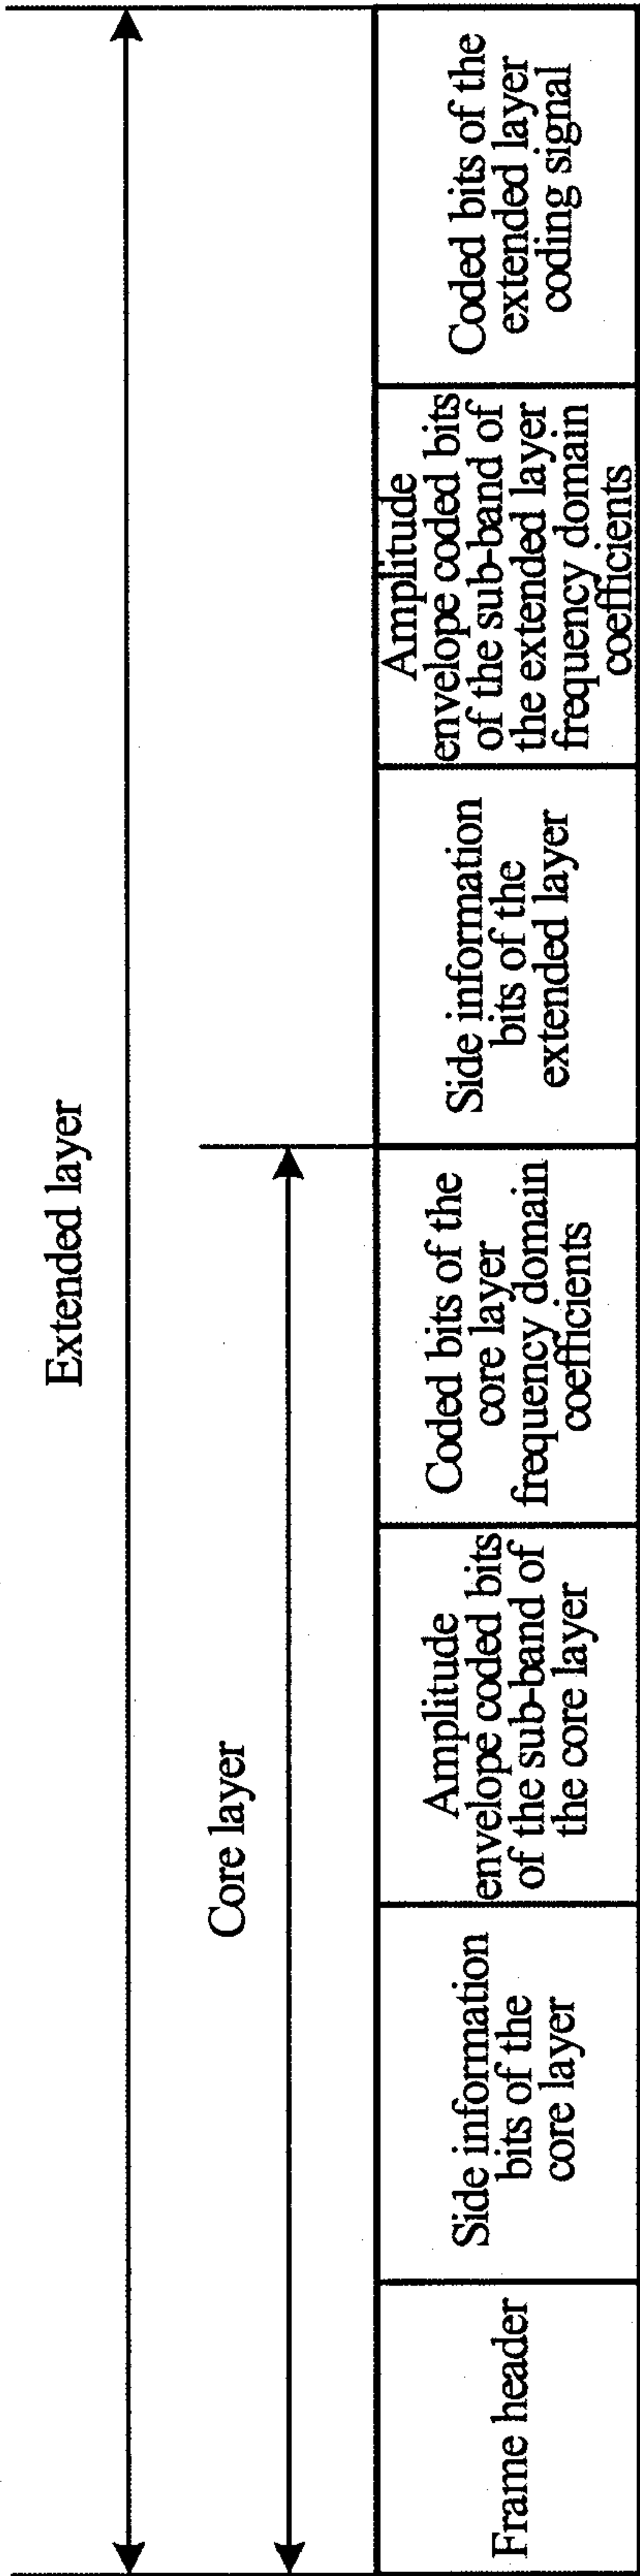 Extended layer
Core layer
Frame header
Side information
bits of the
core layer
Amplitude
envelope coded bits
of the sub-band of
the core layer
Coded bits of the
core layer
frequency domain
coefficients
Side information
bits of the
extended layer
Amplitude
envelope coded bits
of the sub-band of
the extended layer
frequency domain
coefficients
Coded bits of the
extended layer
coding signal